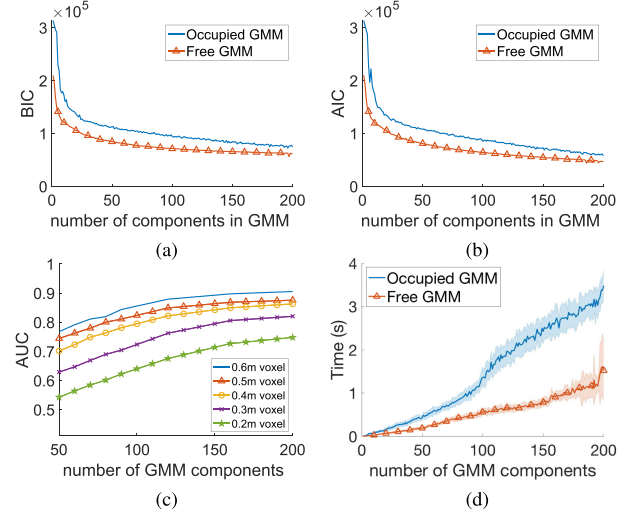 ×10⁵
3
2
1
0
BIC
Occupied GMM
Free GMM
0 50 100 150 200
number of components in GMM
(a)
×10⁵
3
2
1
0
AIC
Occupied GMM
Free GMM
0 50 100 150 200
number of components in GMM
(b)
1
0.9
0.8
0.7
0.6
0.5
AUC
0.6m voxel
0.5m voxel
0.4m voxel
0.3m voxel
0.2m voxel
50 100 150 200
number of GMM components
(c)
4
3
2
1
0
Time (s)
Occupied GMM
Free GMM
0 50 100 150 200
number of GMM components
(d)